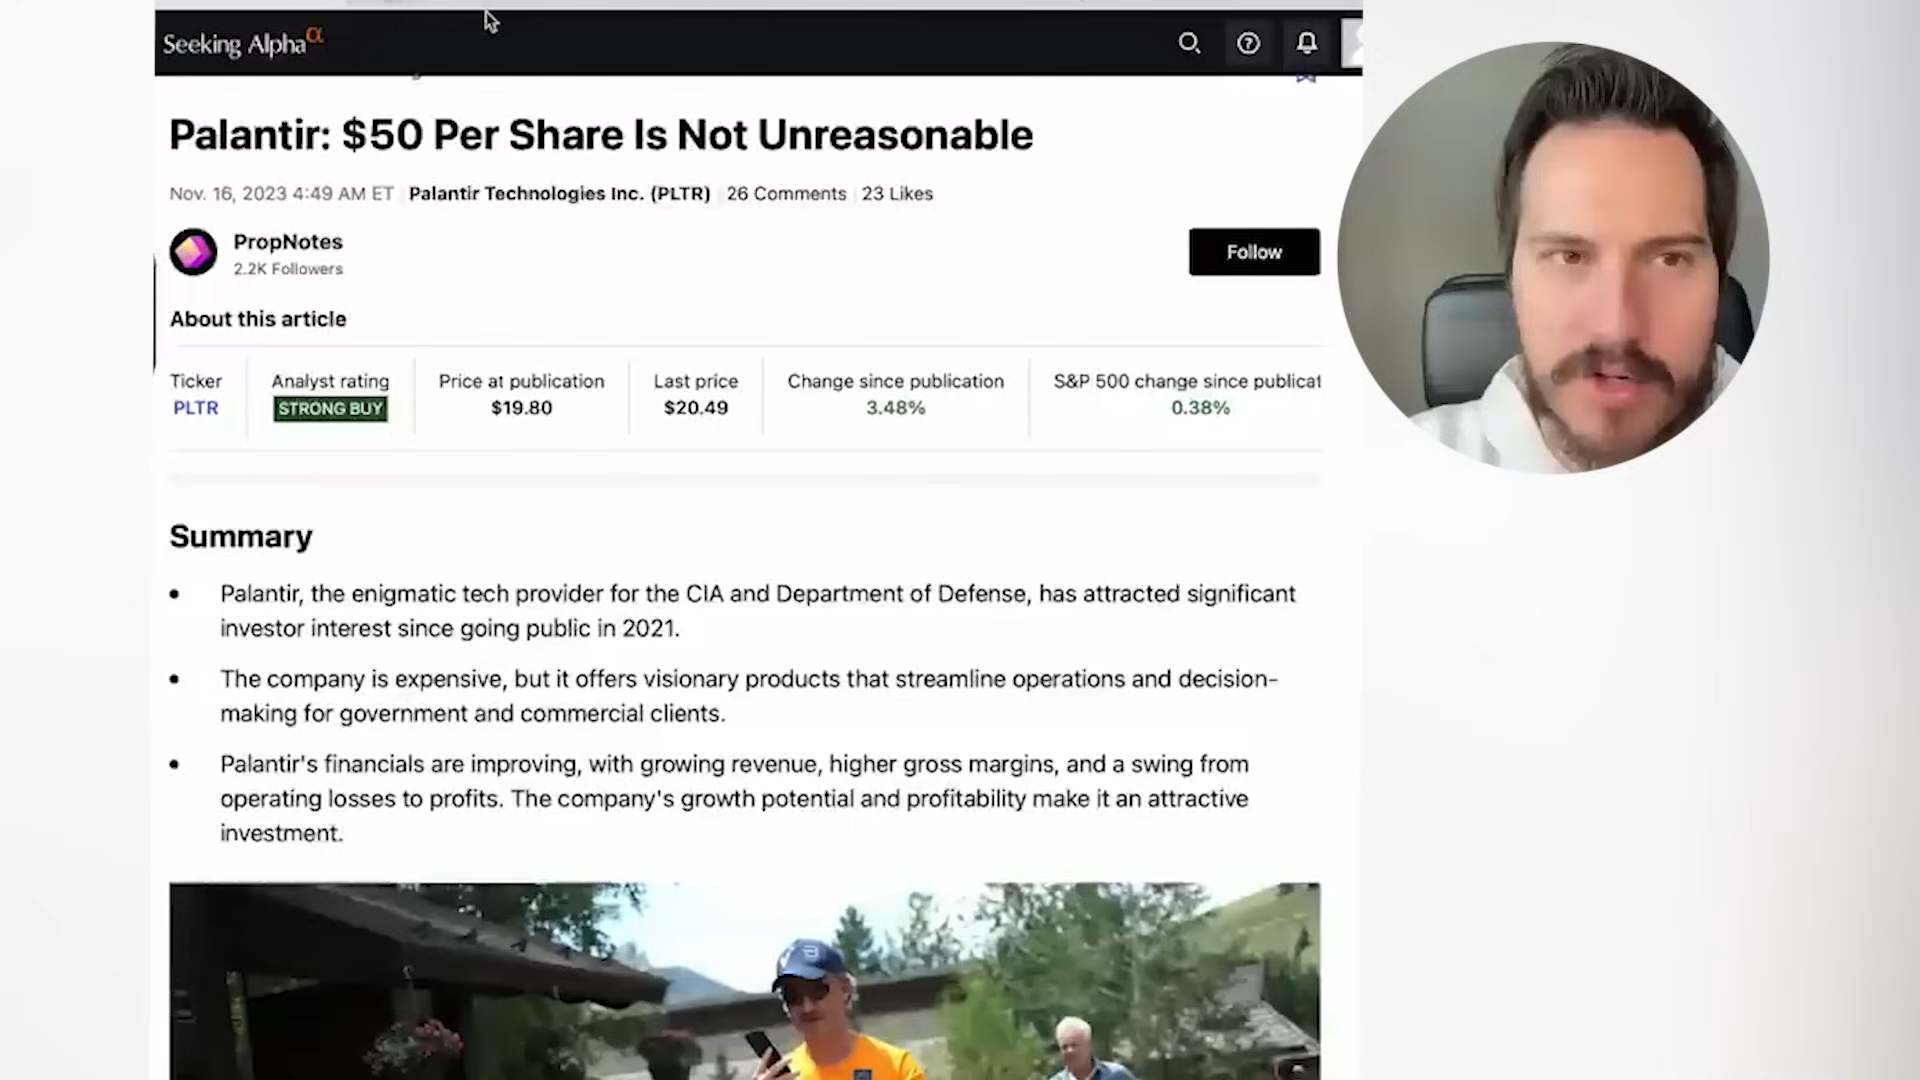 Seeking Alpha α
Palantir: $50 Per Share Is Not Unreasonable
Nov. 16, 2023 4:49 AM ET Palantir Technologies Inc. (PLTR) 26 Comments 23 Likes
PropNotes
2.2K Followers
Follow
About this article
Ticker Analyst rating Price at publication Last price Change since publication S&P 500 change since publicat
PLTR STRONG BUY $19.80 $20.49 3.48% 0.38%
Summary
• Palantir, the enigmatic tech provider for the CIA and Department of Defense, has attracted significant
investor interest since going public in 2021.
• The company is expensive, but it offers visionary products that streamline operations and decision-
making for government and commercial clients.
• Palantir's financials are improving, with growing revenue, higher gross margins, and a swing from
operating losses to profits. The company's growth potential and profitability make it an attractive
investment.